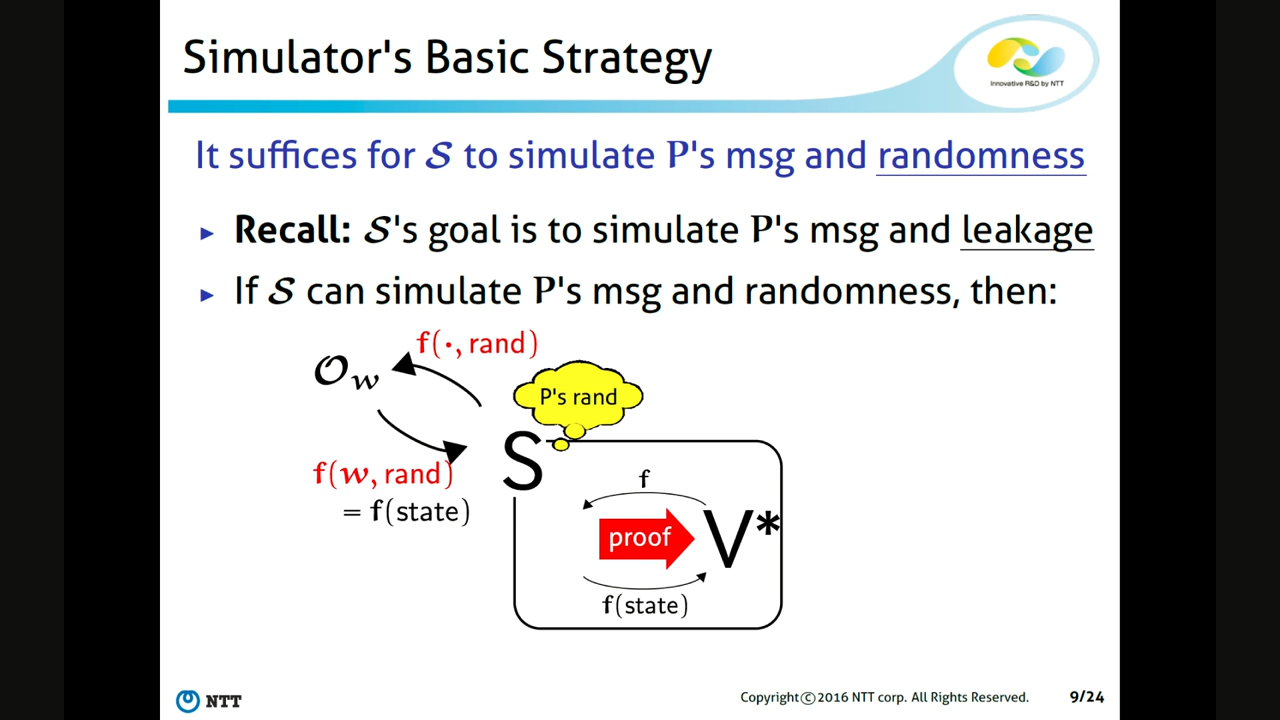 Simulator's Basic Strategy
Innovative R&D by NTT
It suffices for 𝒮 to simulate P's msg and randomness
▸ Recall: 𝒮's goal is to simulate P's msg and leakage
▸ If 𝒮 can simulate P's msg and randomness, then:
f(·, rand)
𝒪w
P's rand
S
f(w, rand)
= f(state)
f
proof
V*
f(state)
NTT
Copyright©2016 NTT corp. All Rights Reserved.
9/24